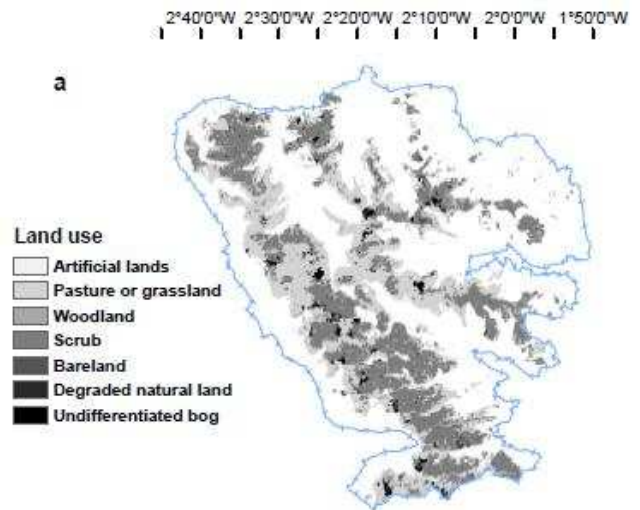 2°40'0"W 2°30'0"W 2°20'0"W 2°10'0"W 2°0'0"W 1°50'0"W
a
Land use
Artificial lands
Pasture or grassland
Woodland
Scrub
Bareland
Degraded natural land
Undifferentiated bog